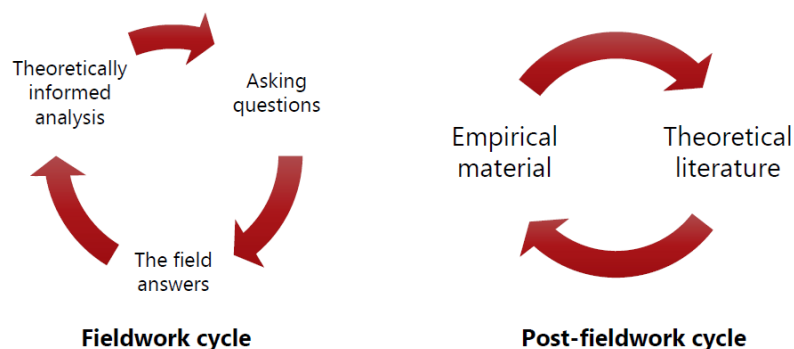 Theoretically
informed
analysis
Asking
questions
The field
answers
Fieldwork cycle
Empirical
material
Theoretical
literature
Post-fieldwork cycle